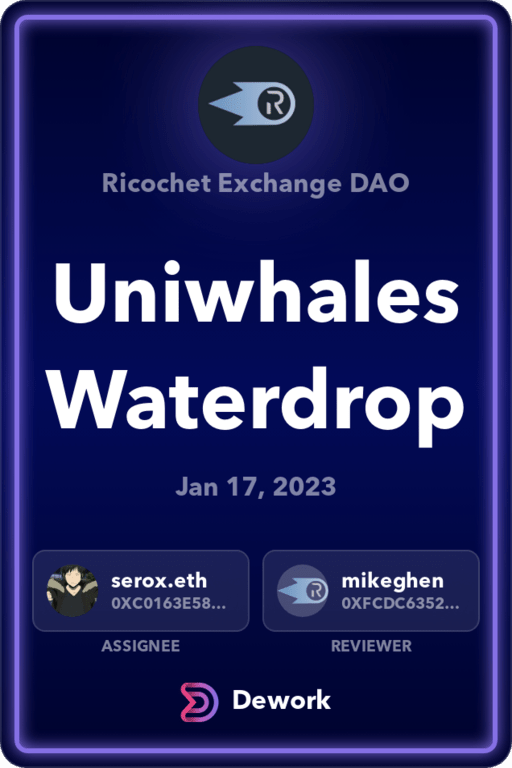 R
Ricochet Exchange DAO
Uniwhales
Waterdrop
Jan 17, 2023
serox.eth
0XC0163E58...
ASSIGNEE
R
mikeghen
0XFCDC6352...
REVIEWER
Dework